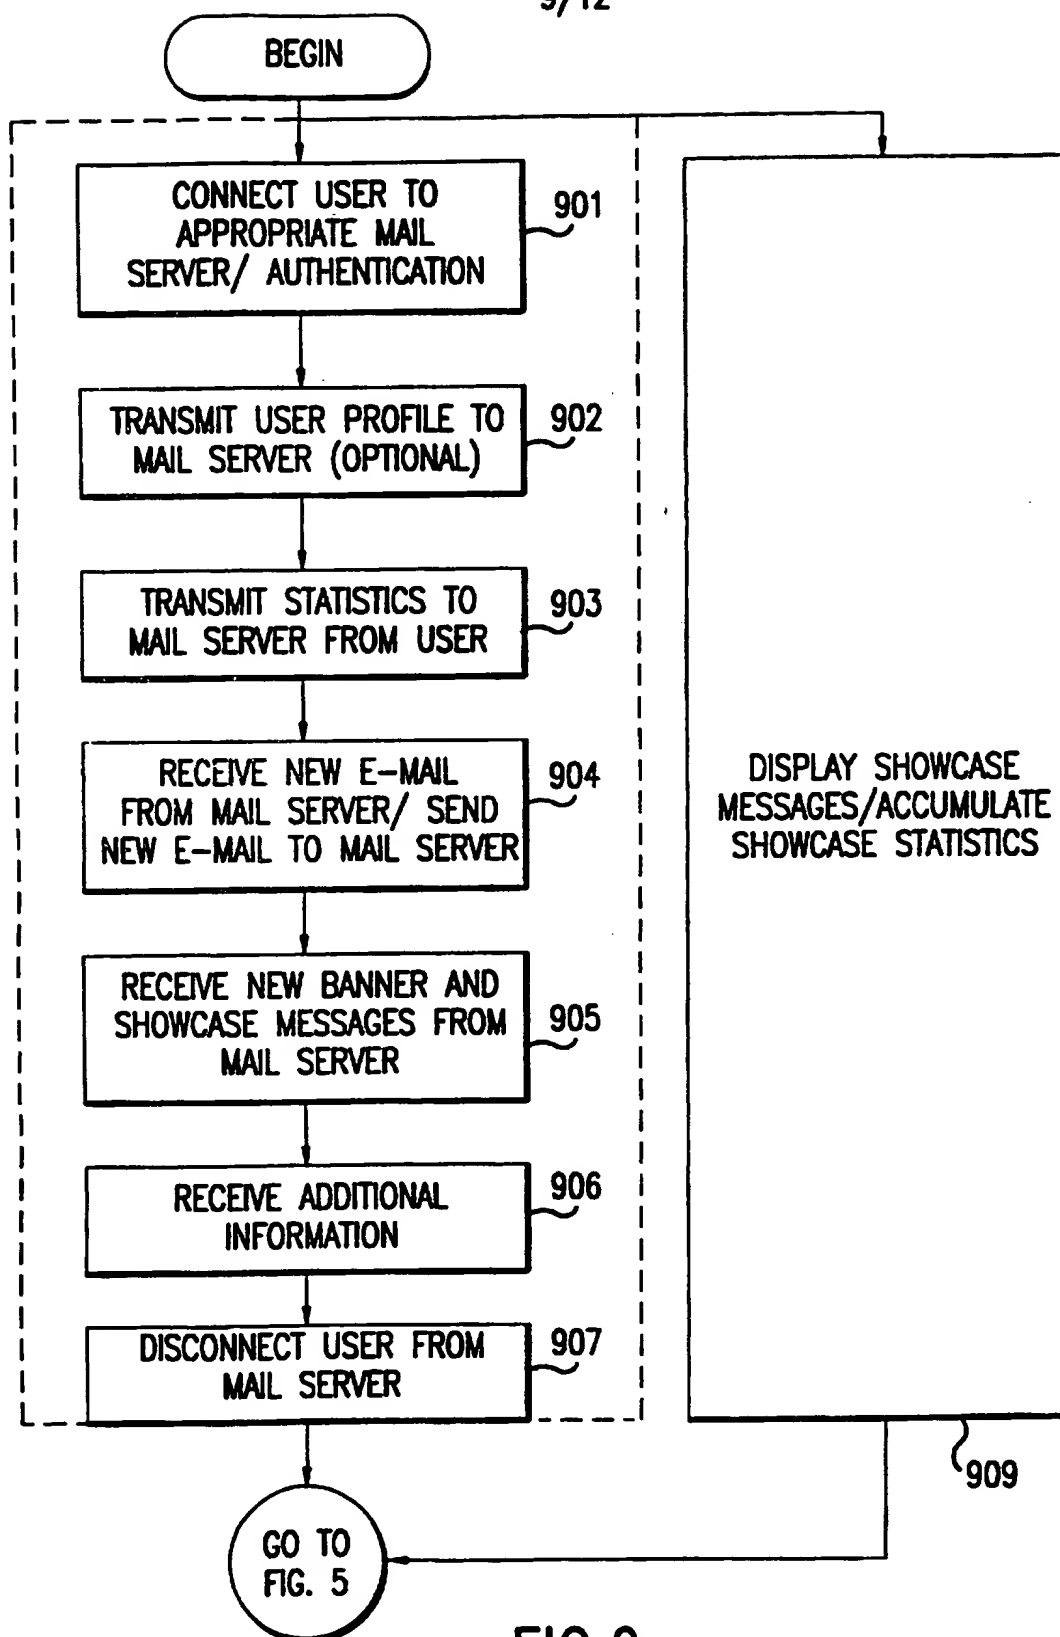 9/12
BEGIN
CONNECT USER TO
APPROPRIATE MAIL
SERVER/ AUTHENTICATION
901
TRANSMIT USER PROFILE TO
MAIL SERVER (OPTIONAL)
902
TRANSMIT STATISTICS TO
MAIL SERVER FROM USER
903
RECEIVE NEW E-MAIL
FROM MAIL SERVER/ SEND
NEW E-MAIL TO MAIL SERVER
904
RECEIVE NEW BANNER AND
SHOWCASE MESSAGES FROM
MAIL SERVER
905
RECEIVE ADDITIONAL
INFORMATION
906
DISCONNECT USER FROM
MAIL SERVER
907
DISPLAY SHOWCASE
MESSAGES/ACCUMULATE
SHOWCASE STATISTICS
909
GO TO
FIG. 5
FIG.9